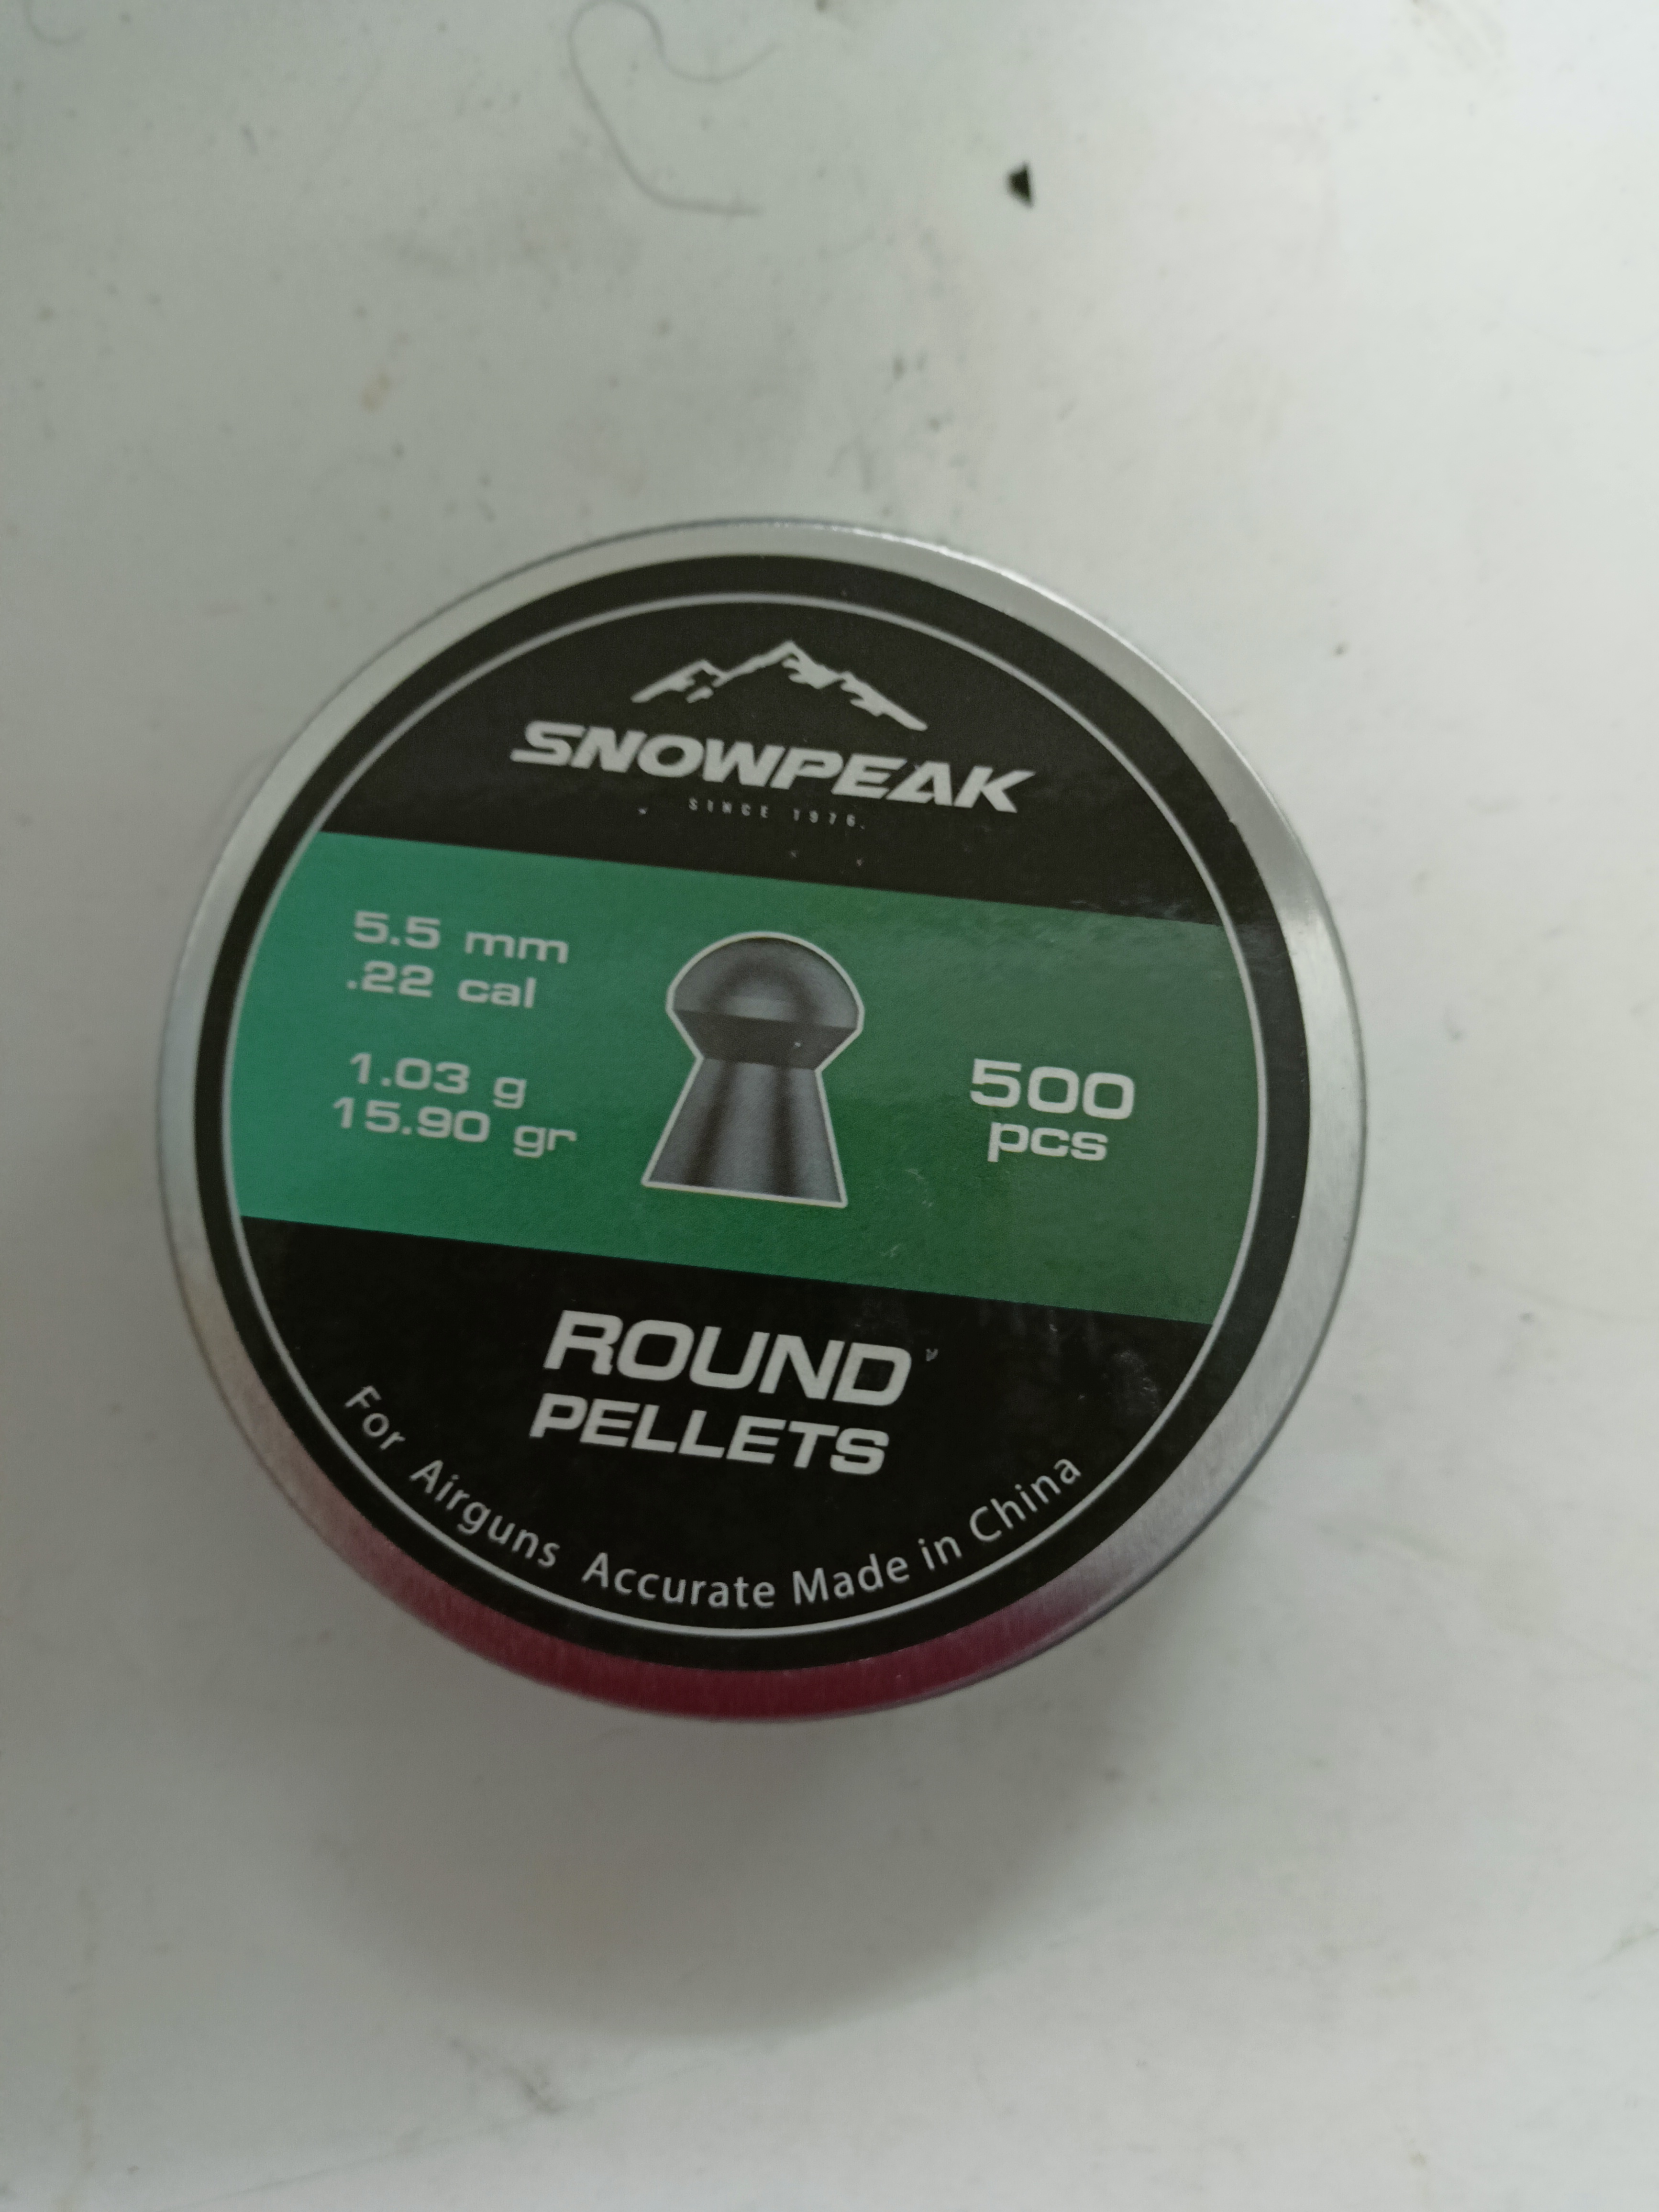 SNOWPEAK
SINCE 1976
5.5 mm
.22 cal
1.03 g
15.90 gr
500
pcs
ROUND
PELLETS
For Airguns Accurate Made in China